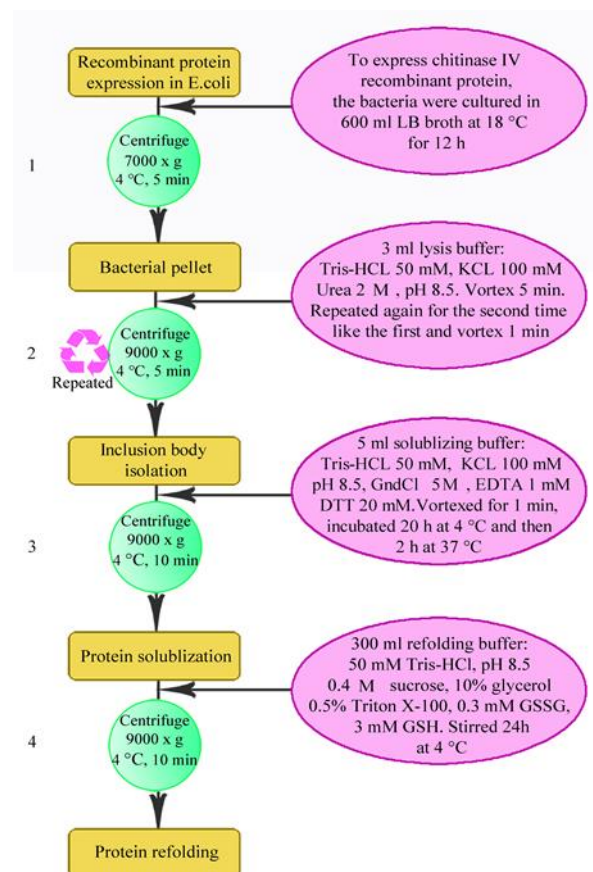 Recombinant protein
expression in E.coli
To express chitinase IV
recombinant protein,
the bacteria were cultured in
600 ml LB broth at 18 °C
for 12 h
1
Centrifuge
7000 x g
4 °C, 5 min
Bacterial pellet
3 ml lysis buffer:
Tris-HCL 50 mM, KCL 100 mM
Urea 2 M , pH 8.5. Vortex 5 min.
Repeated again for the second time
like the first and vortex 1 min
2
Repeated
Centrifuge
9000 x g
4 °C, 5 min
Inclusion body
isolation
5 ml solublizing buffer:
Tris-HCL 50 mM, KCL 100 mM
pH 8.5, GndCl 5M , EDTA 1 mM
DTT 20 mM.Vortexed for 1 min,
incubated 20 h at 4 °C and then
2 h at 37 °C
3
Centrifuge
9000 x g
4 °C, 10 min
Protein solublization
300 ml refolding buffer:
50 mM Tris-HCl, pH 8.5
0.4 M sucrose, 10% glycerol
0.5% Triton X-100, 0.3 mM GSSG,
3 mM GSH. Stirred 24h
at 4 °C
4
Centrifuge
9000 x g
4 °C, 10 min
Protein refolding